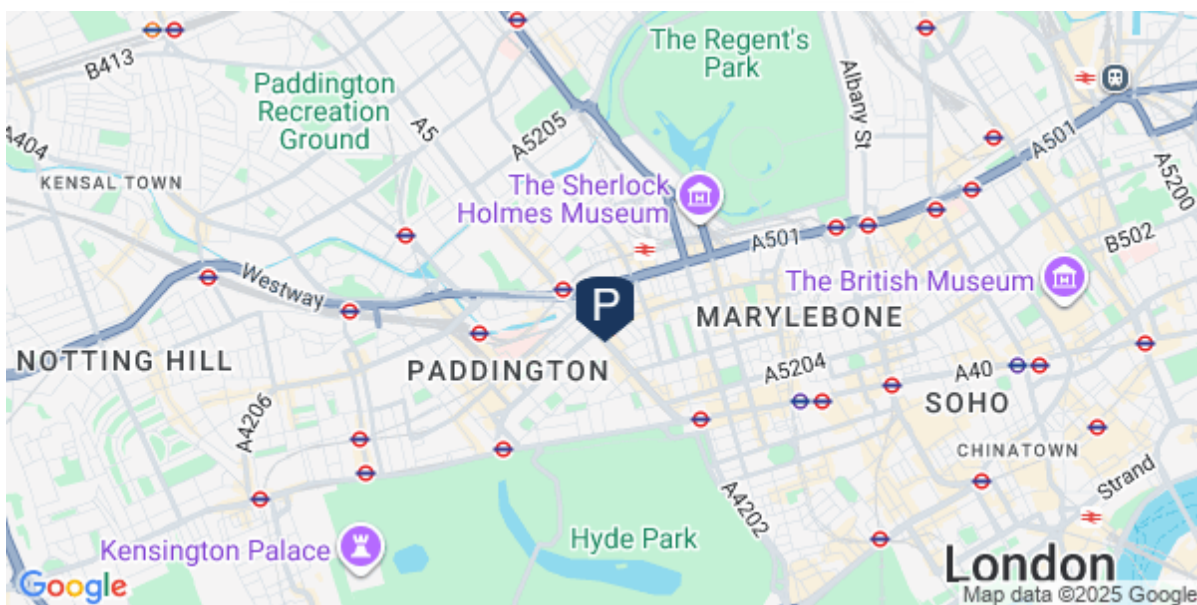 The Regent's
Park
B413
Paddington
Recreation
Ground
A5
A5205
Albany St
A501
A404
KENSAL TOWN
The Sherlock
Holmes Museum
A5200
A501
B502
Westway
The British Museum
P
MARYLEBONE
NOTTING HILL
PADDINGTON
A5204
A40
SOHO
A4206
CHINATOWN
Strand
A4202
Kensington Palace
Hyde Park
London
Google
Map data ©2025 Google